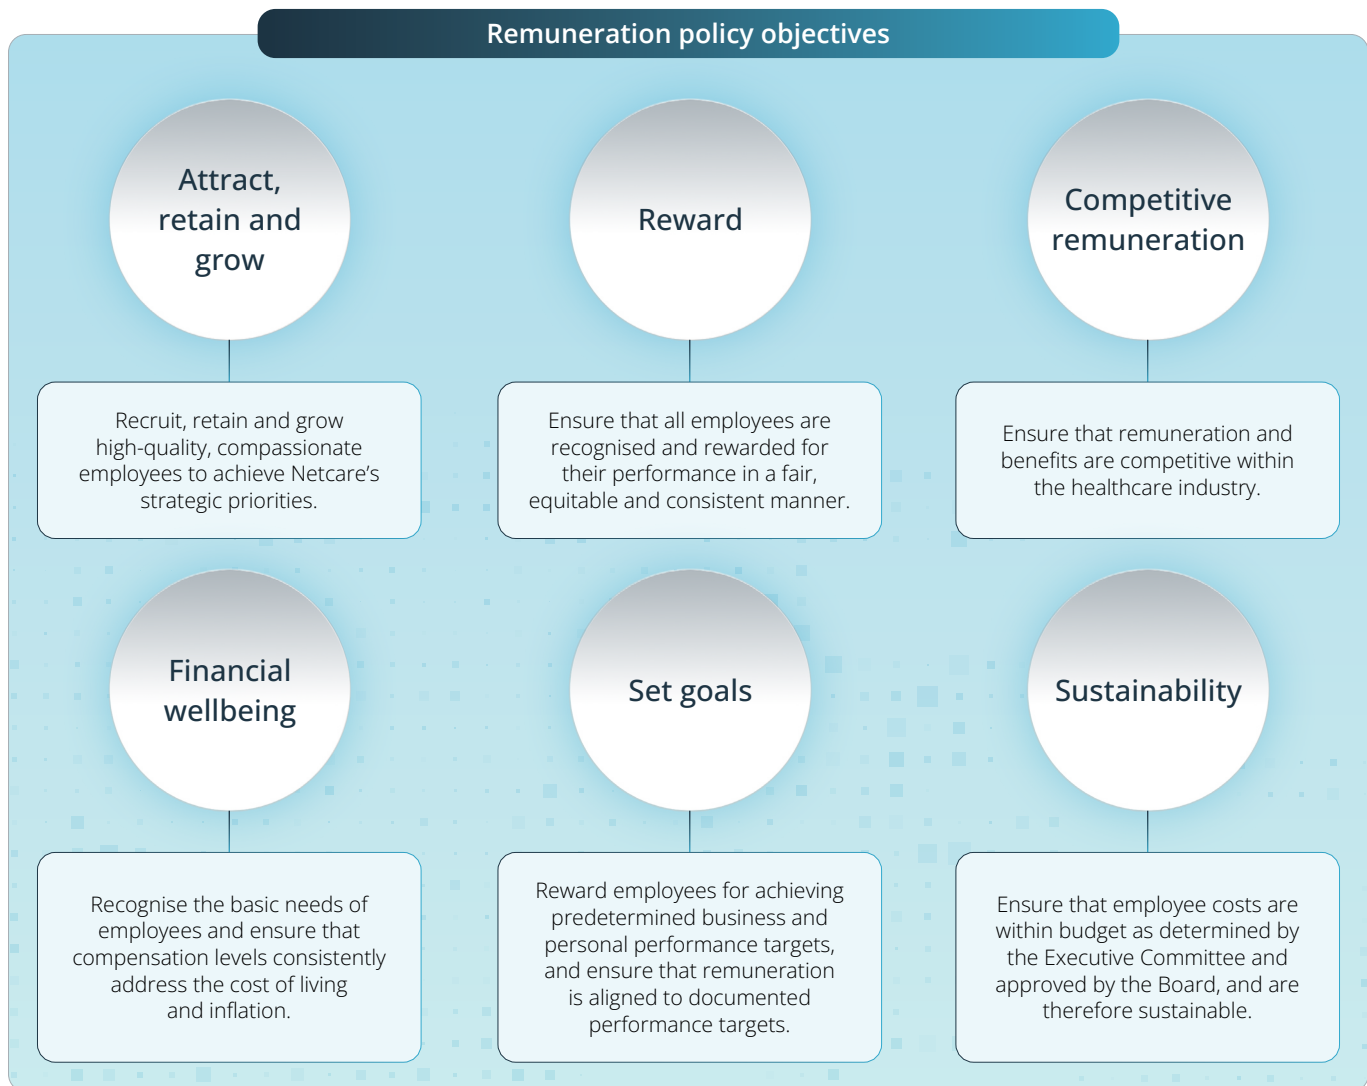 Remuneration policy objectives
Attract,
retain and
grow
Recruit, retain and grow
high-quality, compassionate
employees to achieve Netcare’s
strategic priorities.
Reward
Ensure that all employees are
recognised and rewarded for
their performance in a fair,
equitable and consistent manner.
Competitive
remuneration
Ensure that remuneration and
benefits are competitive within
the healthcare industry.
Financial
wellbeing
Recognise the basic needs of
employees and ensure that
compensation levels consistently
address the cost of living
and inflation.
Set goals
Reward employees for achieving
predetermined business and
personal performance targets,
and ensure that remuneration
is aligned to documented
performance targets.
Sustainability
Ensure that employee costs are
within budget as determined by
the Executive Committee and
approved by the Board, and are
therefore sustainable.